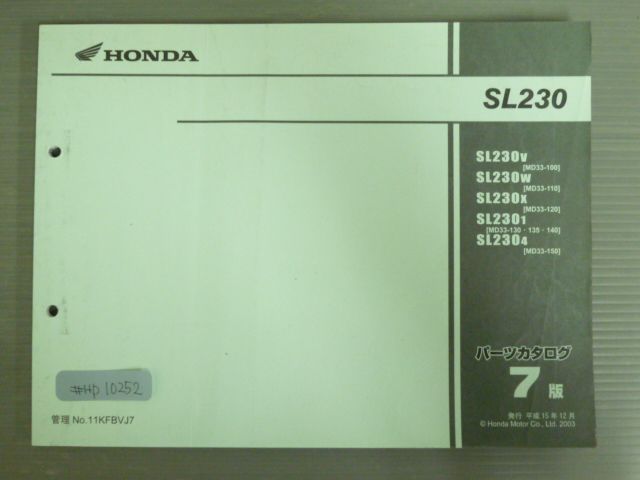 HONDA
SL230
SL230V
[MD33-100]
SL230W
[MD33-110]
SL230X
[MD33-120]
SL2301
[MD33-130・135・140]
SL2304
[MD33-150]
パーツカタログ
7版
#HD10252
管理 No.11KFBVJ7
発行 平成15年12月
© Honda Motor Co., Ltd. 2003